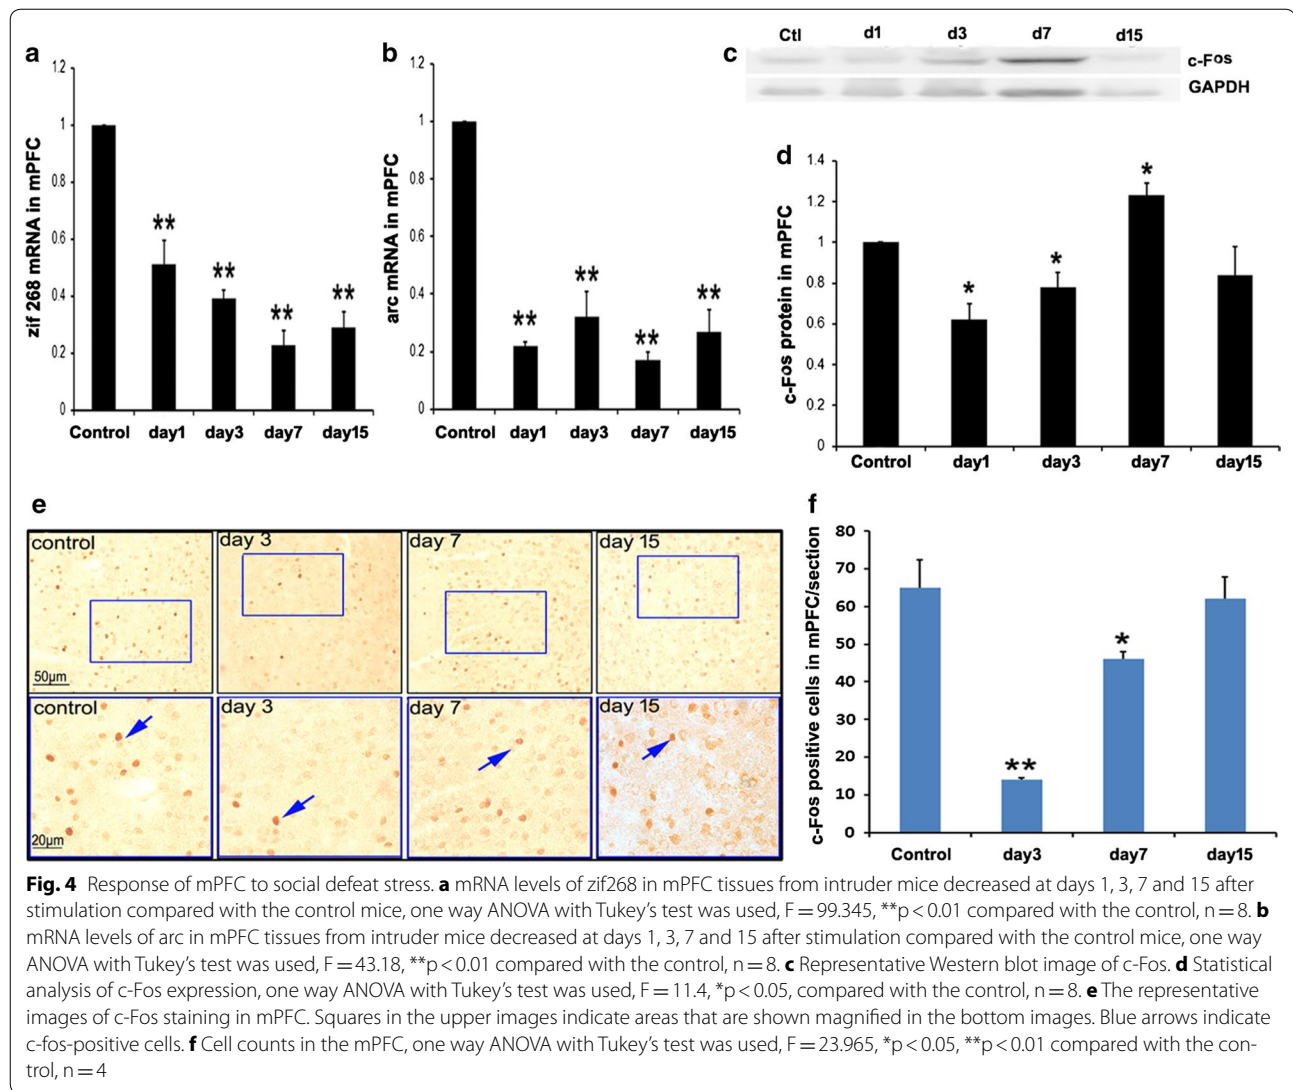 a
zif 268 mRNA in mPFC
1.2
1
0.8
0.6
0.4
0.2
0
**
**
**
**
Control day1 day3 day7 day15
b
arc mRNA in mPFC
1.2
1
0.8
0.6
0.4
0.2
0
**
**
**
**
Control day1 day3 day7 day15
c
Ctl d1 d3 d7 d15
c-Fos
GAPDH
d
c-Fos protein in mPFC
1.4
1.2
1
0.8
0.6
0.4
0.2
0
*
*
*
Control day1 day3 day7 day15
e
control day 3 day 7 day 15
50μm
control day 3 day 7 day 15
20μm
f
c-Fos positive cells in mPFC/section
80
70
60
50
40
30
20
10
0
**
*
Control day3 day7 day15
Fig. 4 Response of mPFC to social defeat stress. a mRNA levels of zif268 in mPFC tissues from intruder mice decreased at days 1, 3, 7 and 15 after
stimulation compared with the control mice, one way ANOVA with Tukey's test was used, F = 99.345, **p < 0.01 compared with the control, n = 8. b
mRNA levels of arc in mPFC tissues from intruder mice decreased at days 1, 3, 7 and 15 after stimulation compared with the control mice, one way
ANOVA with Tukey's test was used, F = 43.18, **p < 0.01 compared with the control, n = 8. c Representative Western blot image of c-Fos. d Statistical
analysis of c-Fos expression, one way ANOVA with Tukey's test was used, F = 11.4, *p < 0.05, compared with the control, n = 8. e The representative
images of c-Fos staining in mPFC. Squares in the upper images indicate areas that are shown magnified in the bottom images. Blue arrows indicate
c-fos-positive cells. f Cell counts in the mPFC, one way ANOVA with Tukey's test was used, F = 23.965, *p < 0.05, **p < 0.01 compared with the con-
trol, n = 4